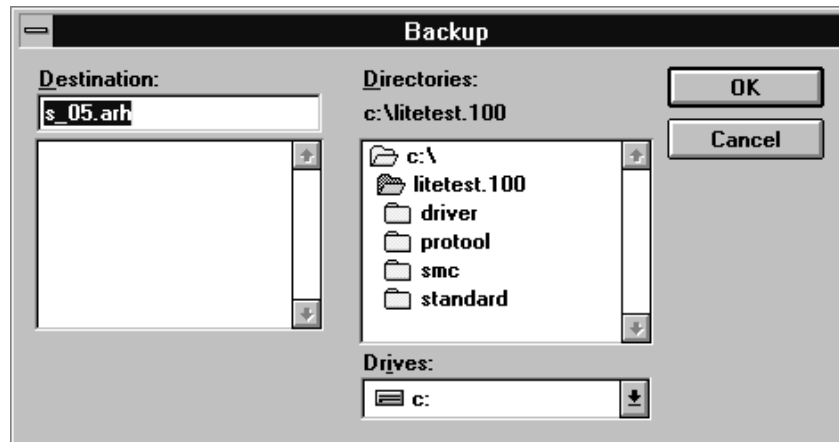 Backup
Destination:
s_05.arh
Directories:
c:\litetest.100
c:\
litetest.100
driver
protool
smc
standard
Drives:
c:
OK
Cancel